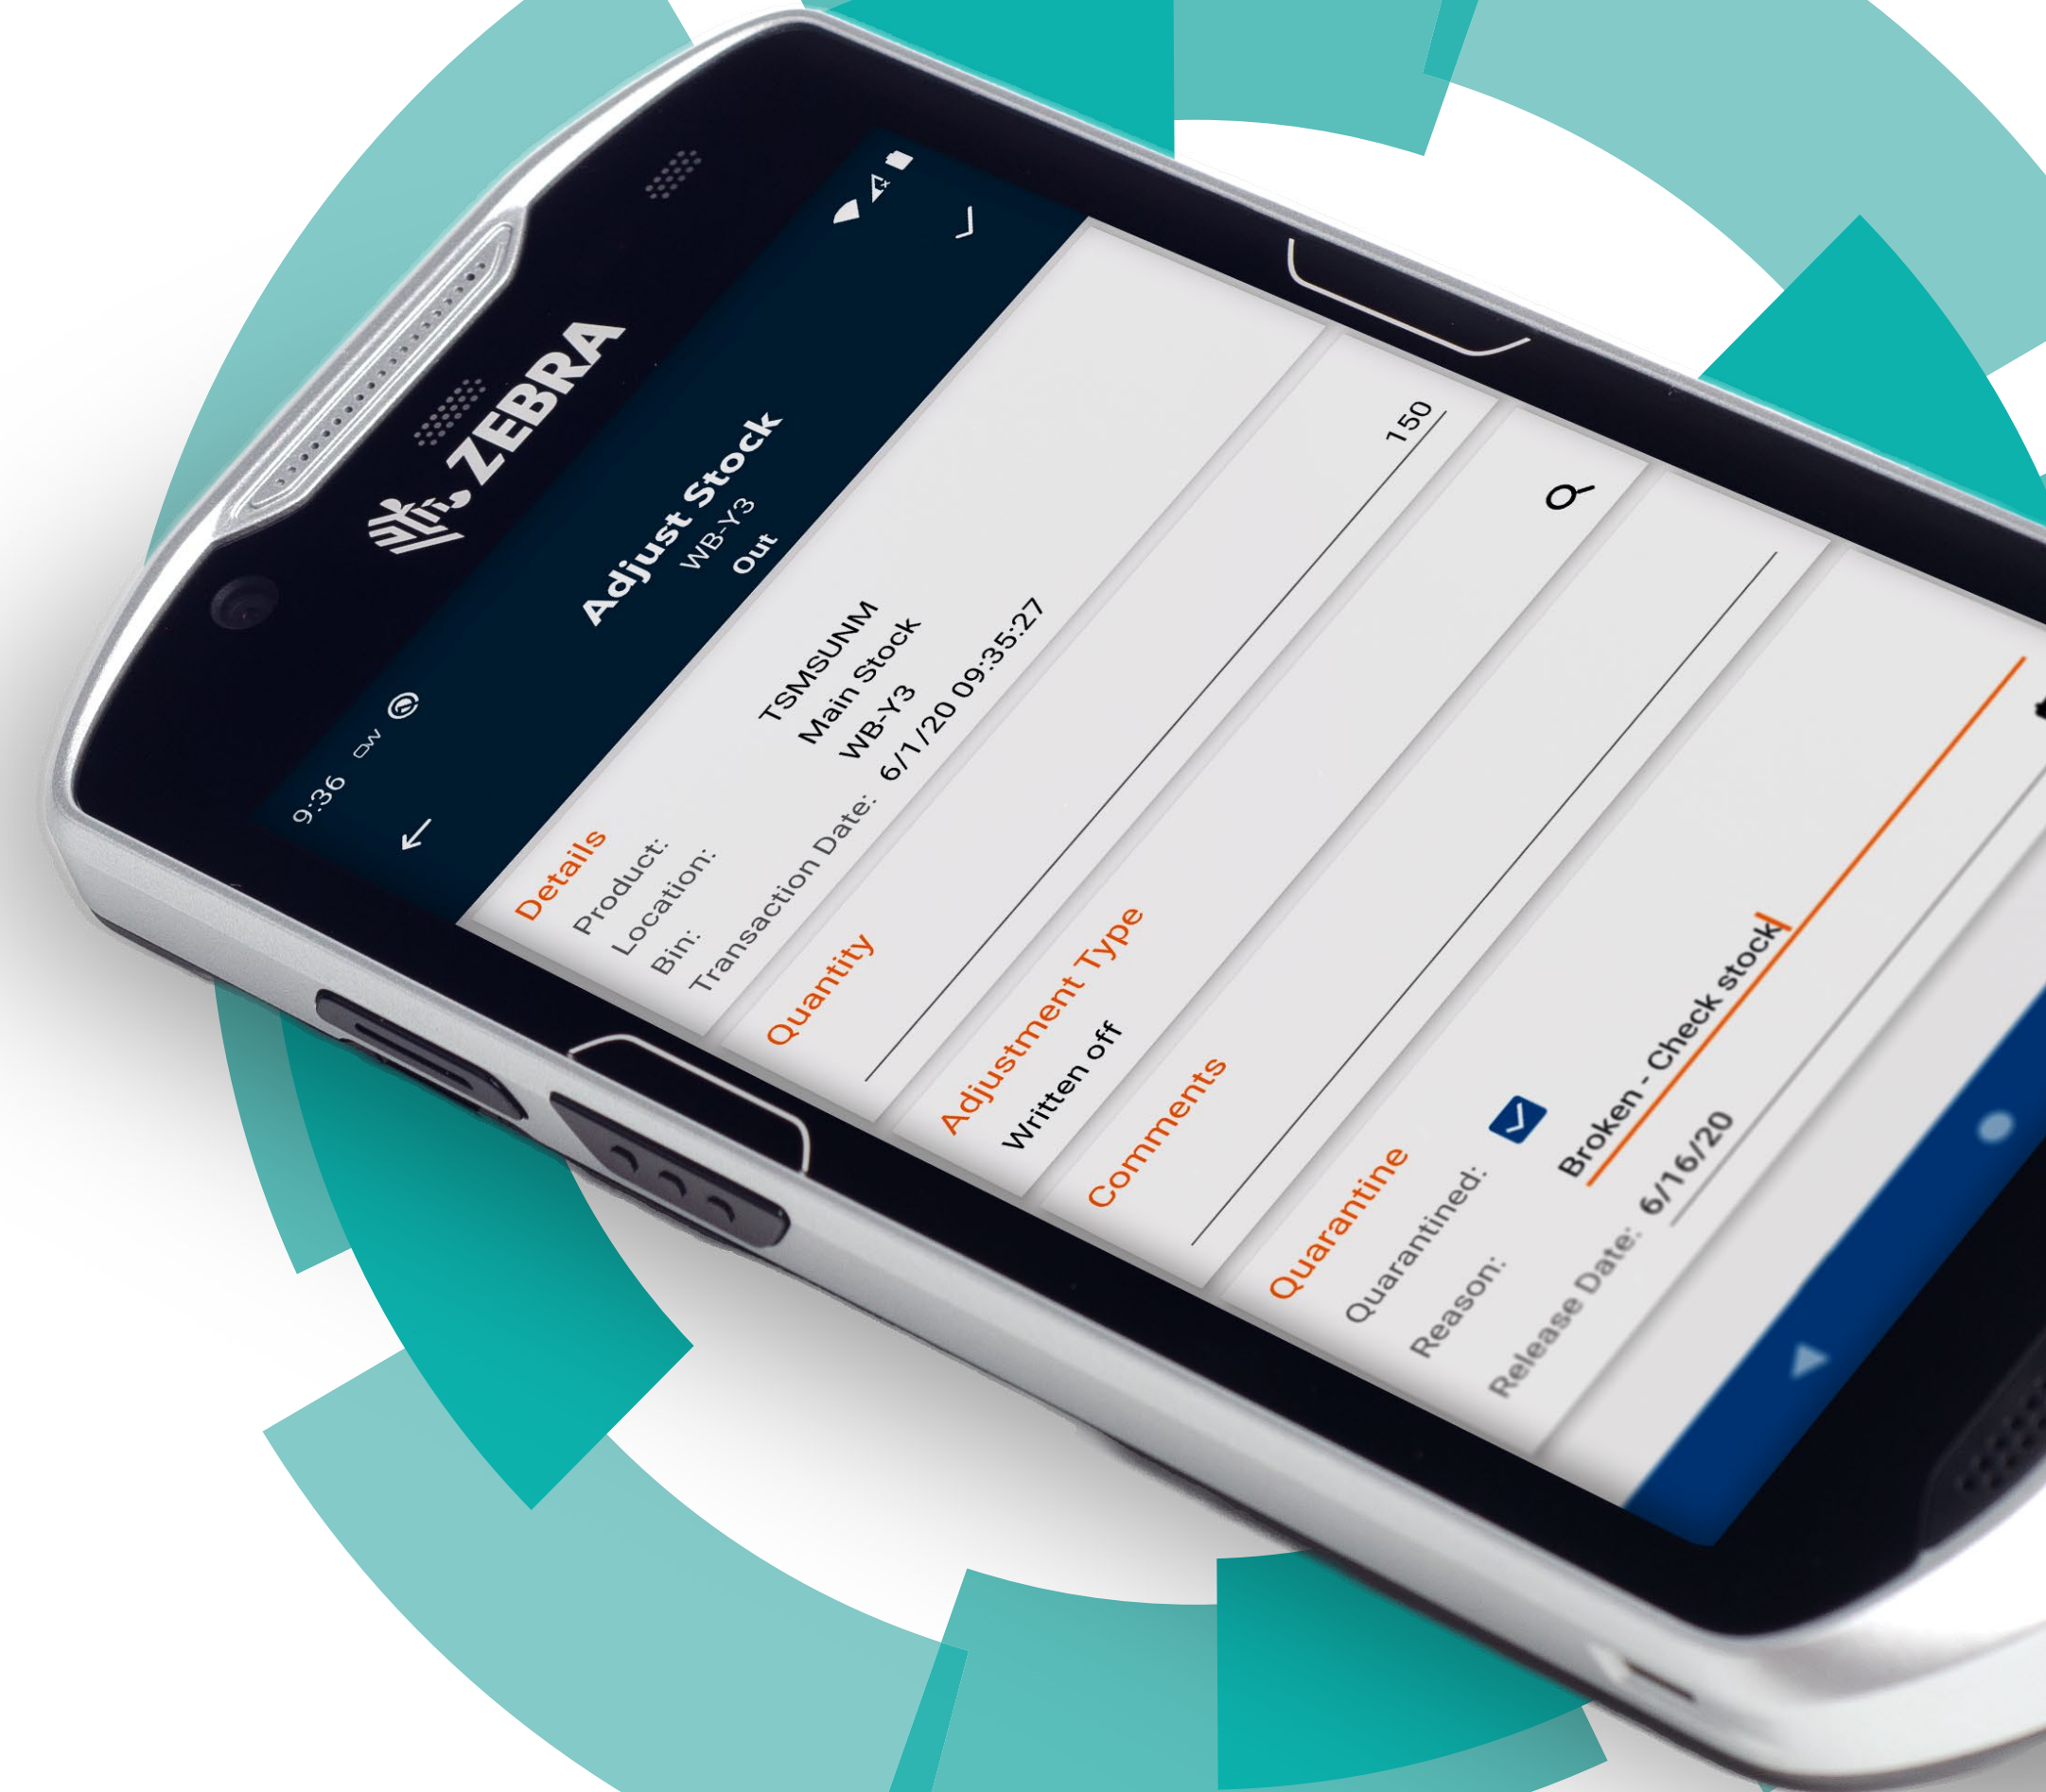 ZEBRA
9:36
Adjust Stock
WB-Y3
Out
Details
Product: TSMSUNM
Location: Main Stock
Bin: WB-Y3
Transaction Date: 6/1/20 09:35:27
Quantity
150
Adjustment Type
Written off
Comments
Quarantine
Quarantined:
Reason: Broken - Check stock
Release Date: 6/16/20